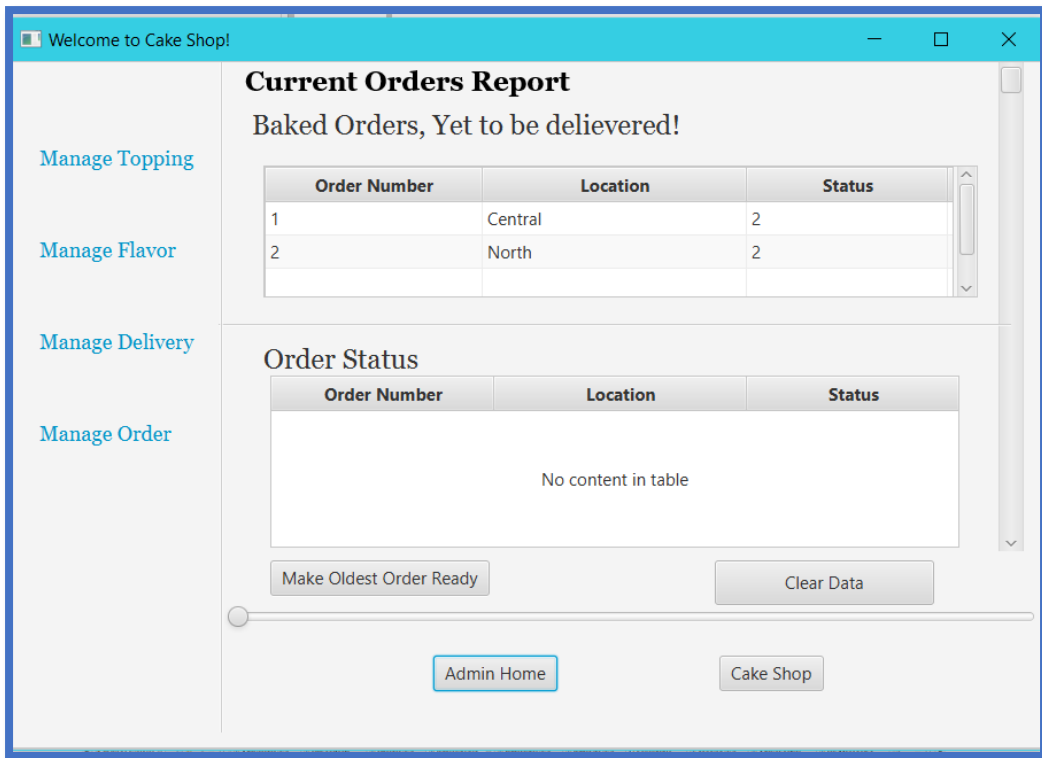 Welcome to Cake Shop!
Manage Topping
Manage Flavor
Manage Delivery
Manage Order
Current Orders Report
Baked Orders, Yet to be delievered!
Order Number Location Status
1 Central 2
2 North 2
Order Status
Order Number Location Status
No content in table
Make Oldest Order Ready Clear Data
Admin Home Cake Shop